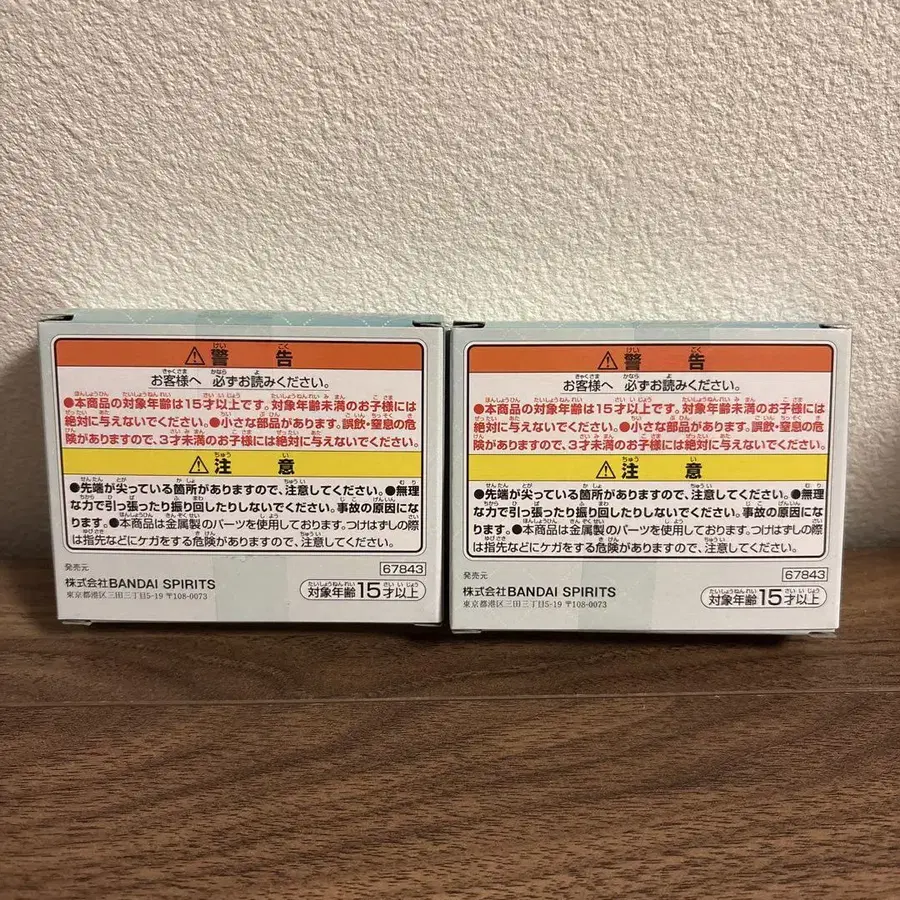 警告
お客様へ 必ずお読みください。
●本商品の対象年齢は15才以上です。対象年齢未満のお子様には
絶対に与えないでください。●小さな部品があります。誤飲・窒息の危
険がありますので、3才未満のお子様には絶対に与えないでください。
注意
●先端が尖っている箇所がありますので、注意してください。●無理
な力で引っ張ったり振り回したりしないでください。事故の原因にな
ります。●本商品は金属製のパーツを使用しております。つけはずしの際
は指先などにケガをする危険がありますので、注意してください。
発売元
67843
株式会社BANDAI SPIRITS
東京都港区三田三丁目5-19 〒108-0073
対象年齢15才以上
警告
お客様へ 必ずお読みください。
●本商品の対象年齢は15才以上です。対象年齢未満のお子様には
絶対に与えないでください。●小さな部品があります。誤飲・窒息の危
険がありますので、3才未満のお子様には絶対に与えないでください。
注意
●先端が尖っている箇所がありますので、注意してください。●無理
な力で引っ張ったり振り回したりしないでください。事故の原因にな
ります。●本商品は金属製のパーツを使用しております。つけはずしの際
は指先などにケガをする危険がありますので、注意してください。
発売元
67843
株式会社BANDAI SPIRITS
東京都港区三田三丁目5-19 〒108-0073
対象年齢15才以上